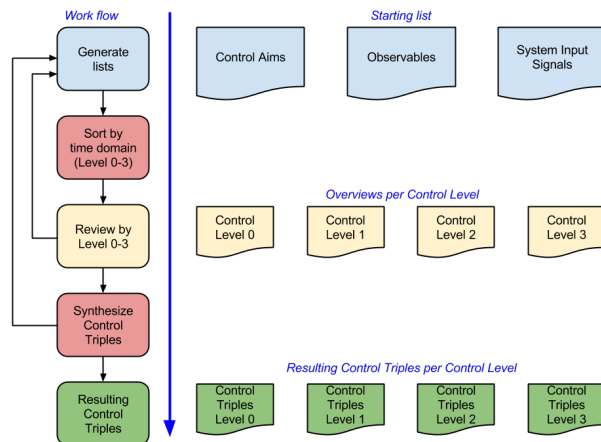 Work flow
Starting list
Generate
lists
Control Aims
Observables
System Input
Signals
Sort by
time domain
(Level 0-3)
Overviews per Control Level
Review by
Level 0-3
Control
Level 0
Control
Level 1
Control
Level 2
Control
Level 3
Synthesize
Control
Triples
Resulting Control Triples per Control Level
Resulting
Control
Triples
Control
Triples
Level 0
Control
Triples
Level 1
Control
Triples
Level 2
Control
Triples
Level 3